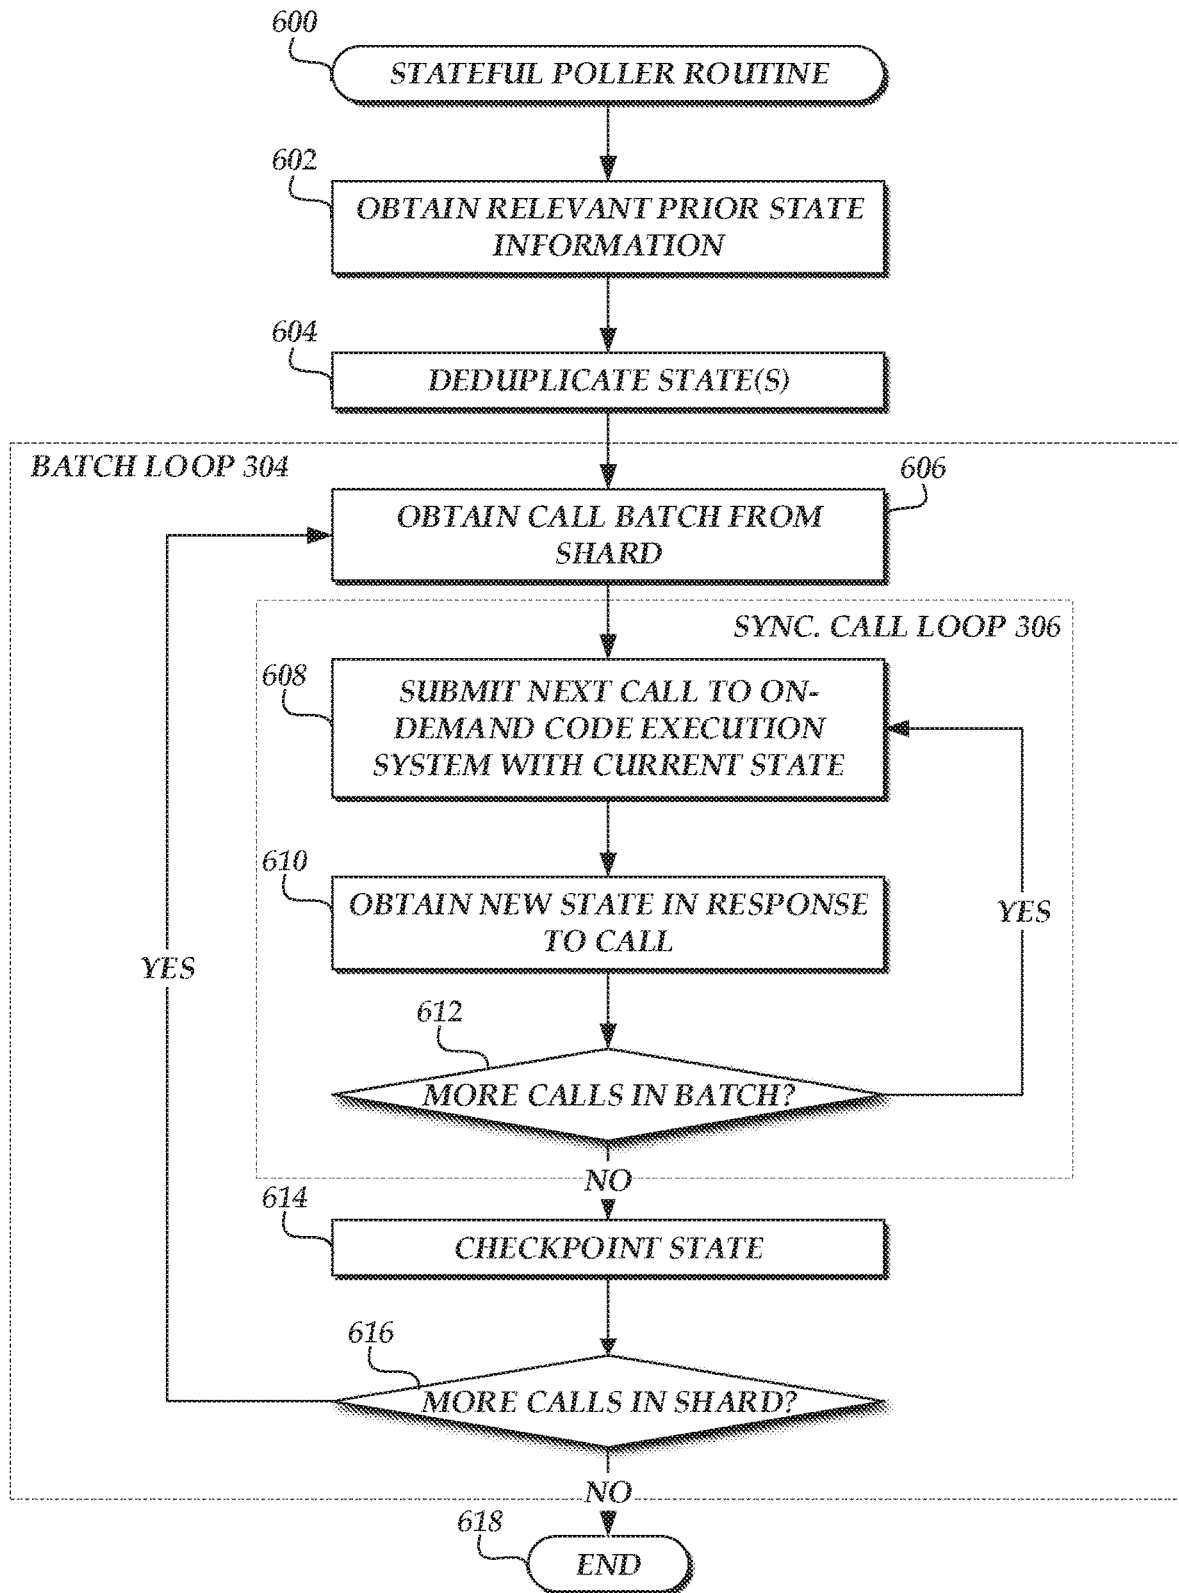 600
STATEFUL POLLER ROUTINE
602
OBTAIN RELEVANT PRIOR STATE
INFORMATION
604
DEDUPLICATE STATE(S)
BATCH LOOP 304
606
OBTAIN CALL BATCH FROM
SHARD
SYNC. CALL LOOP 306
608
SUBMIT NEXT CALL TO ON-
DEMAND CODE EXECUTION
SYSTEM WITH CURRENT STATE
610
OBTAIN NEW STATE IN RESPONSE
TO CALL
YES
YES
612
MORE CALLS IN BATCH?
NO
614
CHECKPOINT STATE
616
MORE CALLS IN SHARD?
NO
618
END